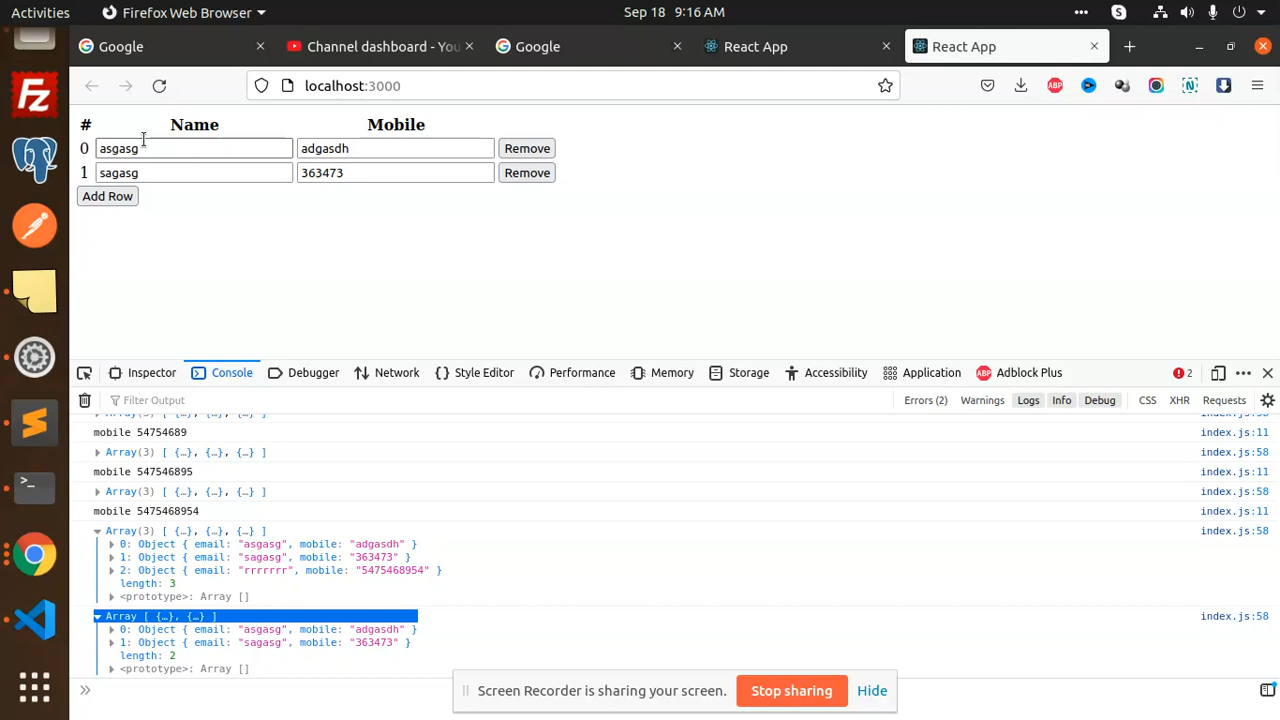 Activities Firefox Web Browser Sep 18 9:16 AM
Google Channel dashboard - You Google React App React App
localhost:3000
# Name Mobile
0 asgasg adgasdh Remove
1 sagasg 363473 Remove
Add Row
Inspector Console Debugger Network Style Editor Performance Memory Storage Accessibility Application Adblock Plus 2
Filter Output Errors (2) Warnings Logs Info Debug CSS XHR Requests
Array(3) [ {…}, {…}, {…} ] index.js:58
mobile 54754689 index.js:11
Array(3) [ {…}, {…}, {…} ] index.js:58
mobile 547546895 index.js:11
Array(3) [ {…}, {…}, {…} ] index.js:58
mobile 5475468954 index.js:11
Array(3) [ {…}, {…}, {…} ] index.js:58
0: Object { email: "asgasg", mobile: "adgasdh" }
1: Object { email: "sagasg", mobile: "363473" }
2: Object { email: "rrrrrrr", mobile: "5475468954" }
length: 3
<prototype>: Array []
Array [ {…}, {…} ] index.js:58
0: Object { email: "asgasg", mobile: "adgasdh" }
1: Object { email: "sagasg", mobile: "363473" }
length: 2
<prototype>: Array []
Screen Recorder is sharing your screen. Stop sharing Hide